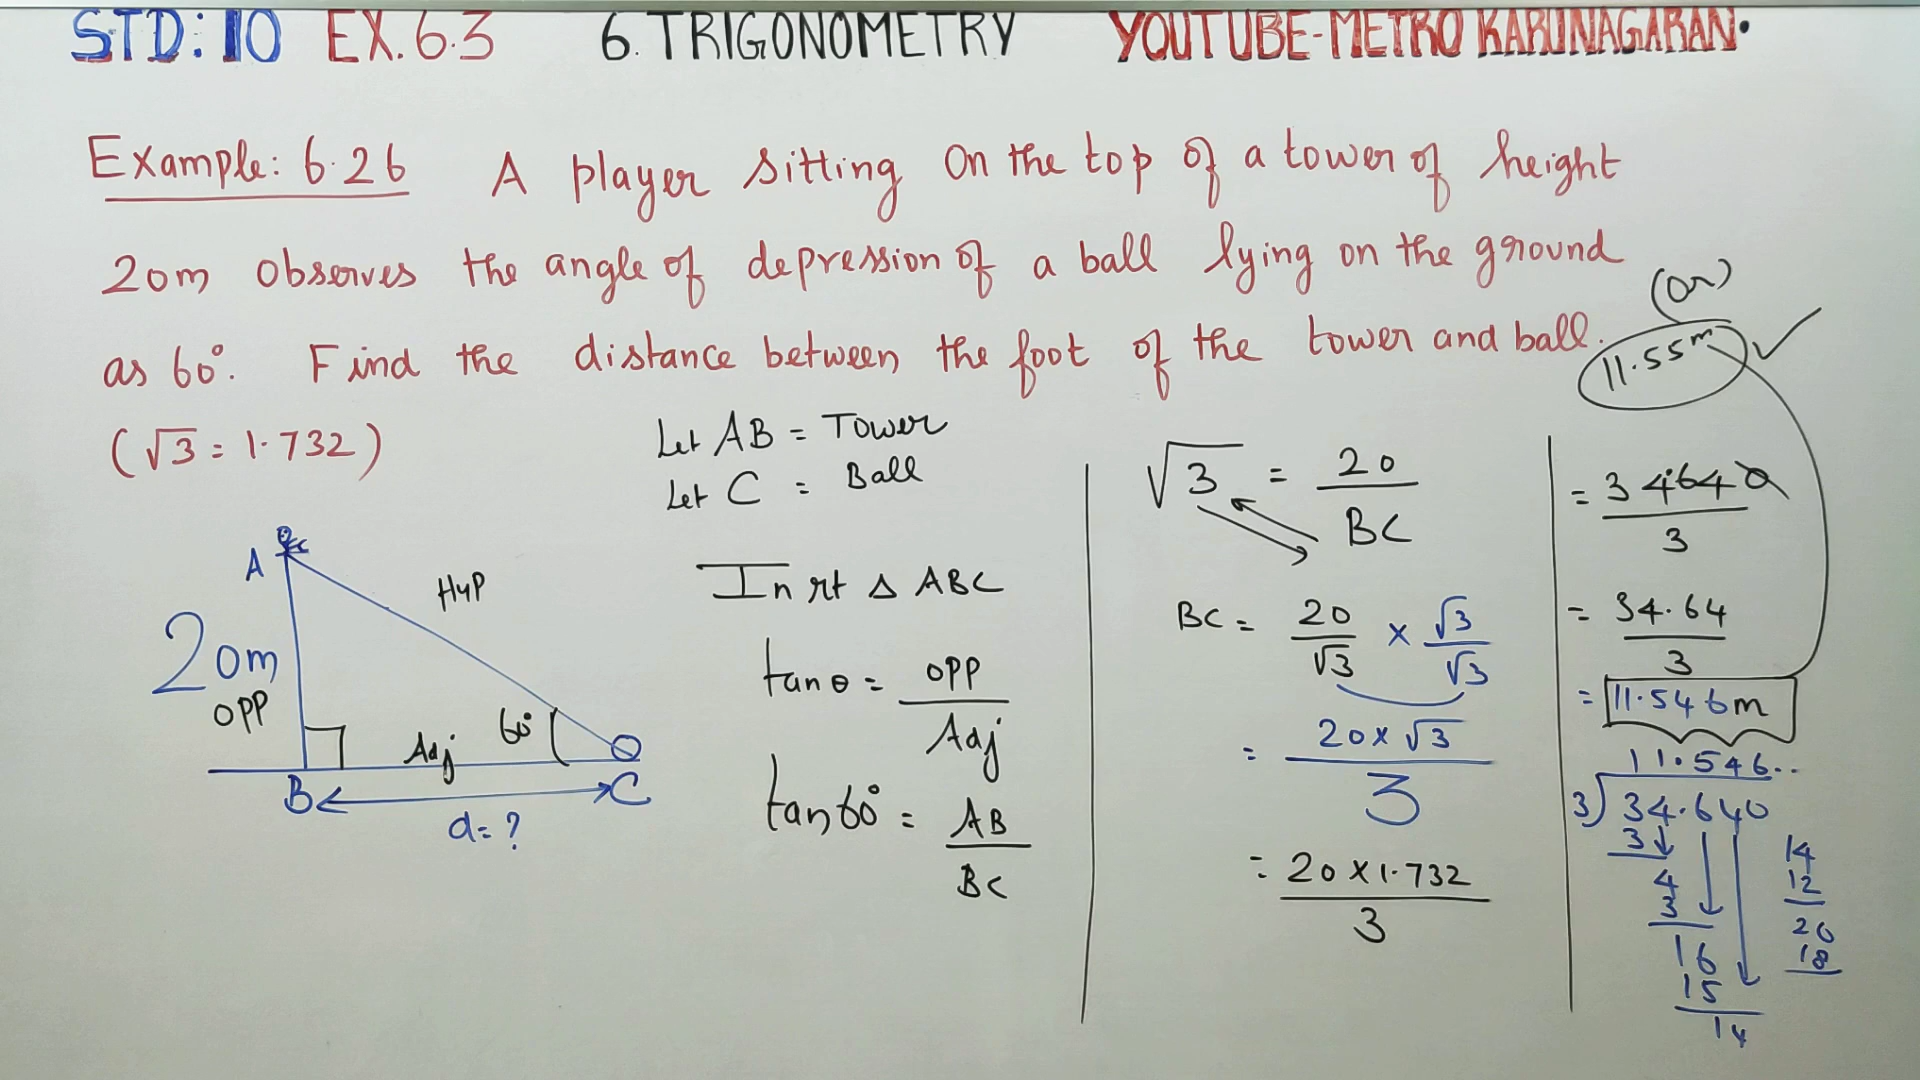 STD: 10 EX. 6.3 6. TRIGONOMETRY YOUTUBE-METRO KARUNAGARAN.
Example: 6.26 A player sitting on the top of a tower of height
20m observes the angle of depression of a ball lying on the ground
as 60°. Find the distance between the foot of the tower and ball.
(√3 = 1.732)
A
20m
OPP
HYP
Adj
60°
B
C
d = ?
Let AB = Tower
Let C = Ball
In rt Δ ABC
tan θ = OPP / Adj
tan 60° = AB / BC
√3 = 20 / BC
BC = 20/√3 × √3/√3
= 20 × √3 / 3
= 20 × 1.732 / 3
(or)
11.55m
= 34.640 / 3
= 34.64 / 3
= 11.546m
11.546..
3) 34.640
3
4
3
16
15
14
14
12
20
18